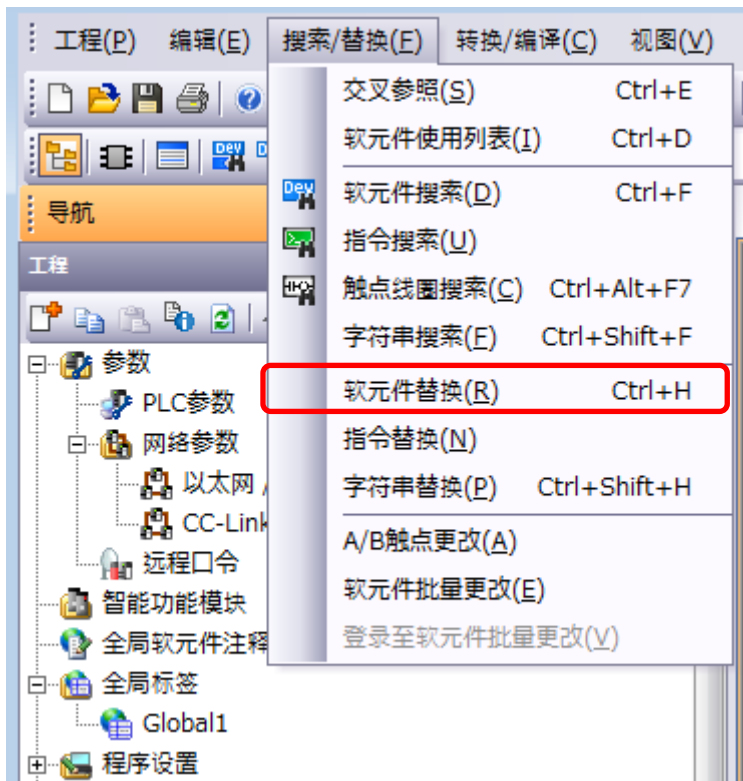 工程(P) 编辑(E) 搜索/替换(F) 转换/编译(C) 视图(V)
交叉参照(S) Ctrl+E
软元件使用列表(I) Ctrl+D
软元件搜索(D) Ctrl+F
指令搜索(U)
触点线圈搜索(C) Ctrl+Alt+F7
字符串搜索(F) Ctrl+Shift+F
软元件替换(R) Ctrl+H
指令替换(N)
字符串替换(P) Ctrl+Shift+H
A/B触点更改(A)
软元件批量更改(E)
登录至软元件批量更改(V)
导航
工程
参数
PLC参数
网络参数
以太网 /
CC-Link
远程口令
智能功能模块
全局软元件注释
全局标签
Global1
程序设置